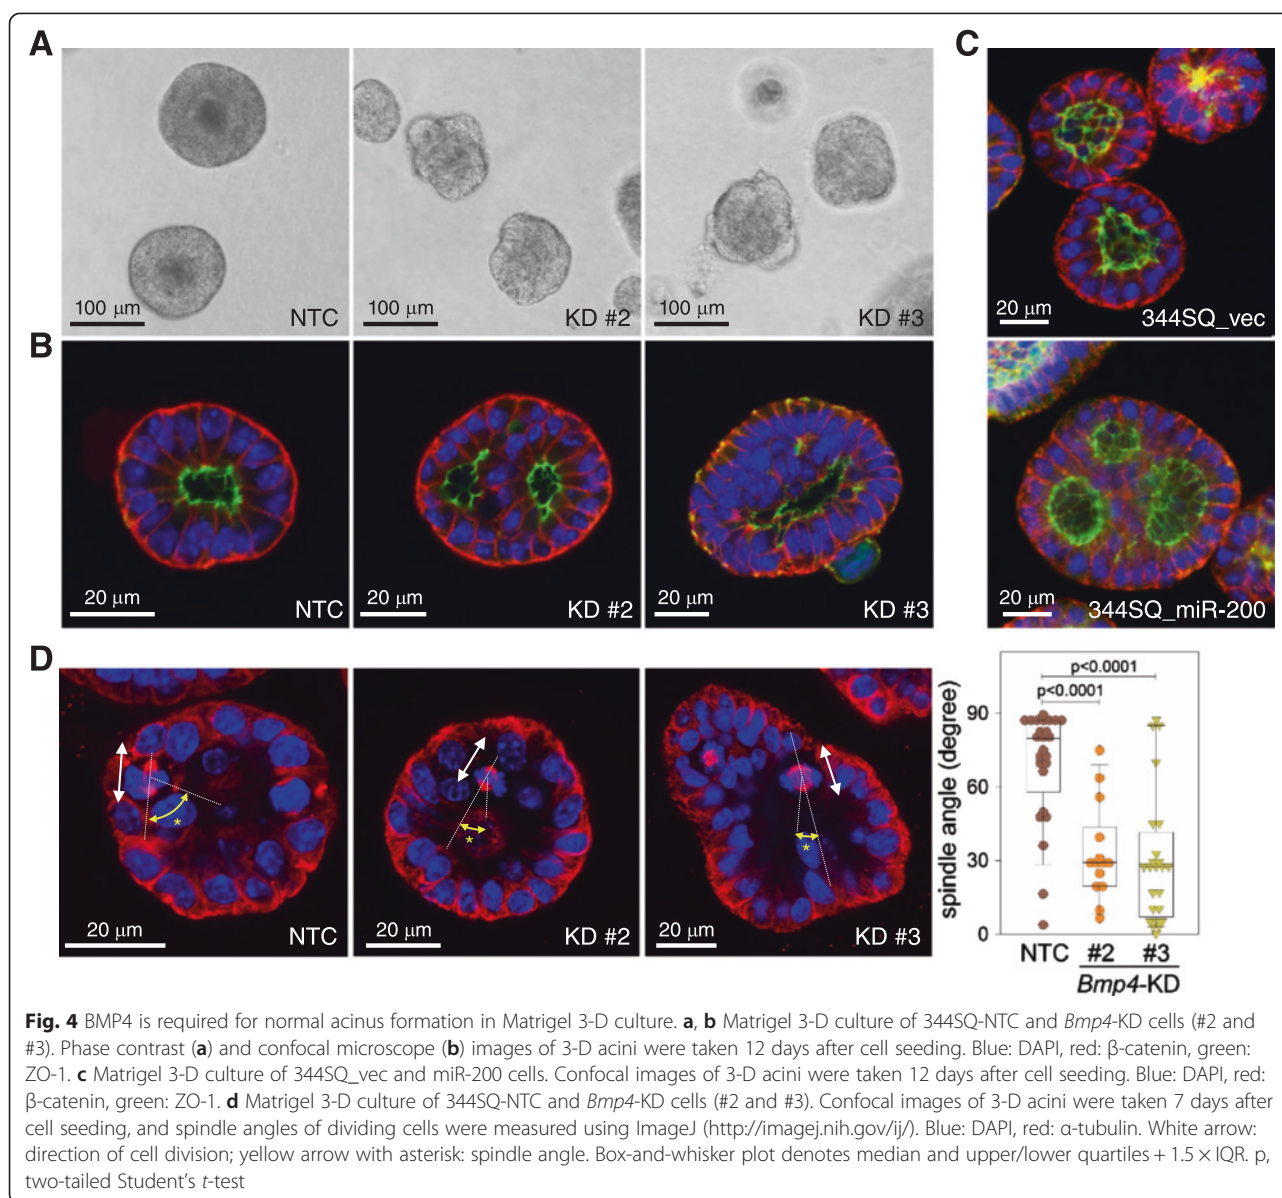 A
C
100 μm
NTC
100 μm
KD #2
100 μm
KD #3
20 μm
344SQ_vec
B
20 μm
NTC
20 μm
KD #2
20 μm
KD #3
20 μm
344SQ_miR-200
D
*
20 μm
NTC
*
20 μm
KD #2
*
20 μm
KD #3
p<0.0001
p<0.0001
spindle angle (degree)
90
60
30
0
NTC #2 #3
Bmp4-KD
Fig. 4 BMP4 is required for normal acinus formation in Matrigel 3-D culture. a, b Matrigel 3-D culture of 344SQ-NTC and Bmp4-KD cells (#2 and
#3). Phase contrast (a) and confocal microscope (b) images of 3-D acini were taken 12 days after cell seeding. Blue: DAPI, red: β-catenin, green:
ZO-1. c Matrigel 3-D culture of 344SQ_vec and miR-200 cells. Confocal images of 3-D acini were taken 12 days after cell seeding. Blue: DAPI, red:
β-catenin, green: ZO-1. d Matrigel 3-D culture of 344SQ-NTC and Bmp4-KD cells (#2 and #3). Confocal images of 3-D acini were taken 7 days after
cell seeding, and spindle angles of dividing cells were measured using ImageJ (http://imagej.nih.gov/ij/). Blue: DAPI, red: α-tubulin. White arrow:
direction of cell division; yellow arrow with asterisk: spindle angle. Box-and-whisker plot denotes median and upper/lower quartiles + 1.5 × IQR. p,
two-tailed Student's t-test